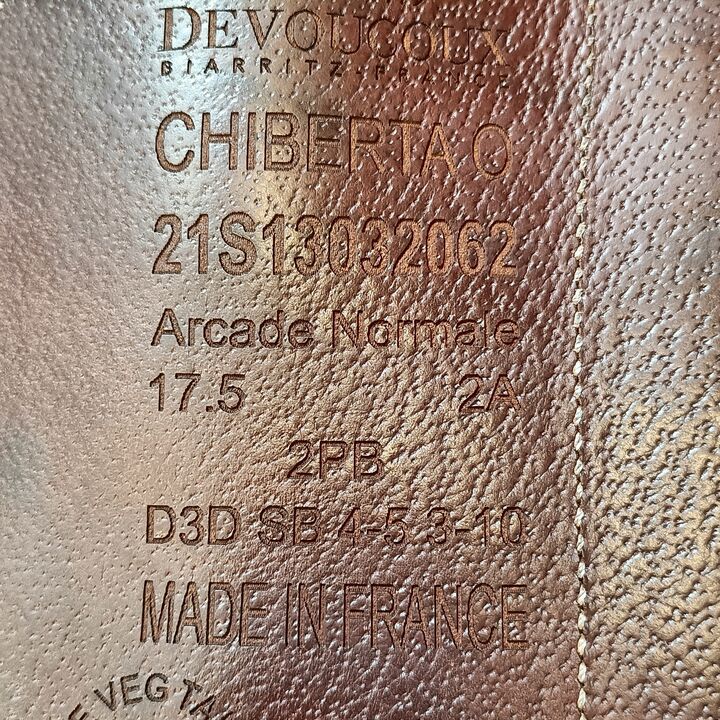 DEVOUCOUX
BIARRITZ-FRANCE
CHIBERTA O
21S13032062
Arcade Normale
17.5 2A
2PB
D3D SB 4-5 3-10
MADE IN FRANCE
VEG